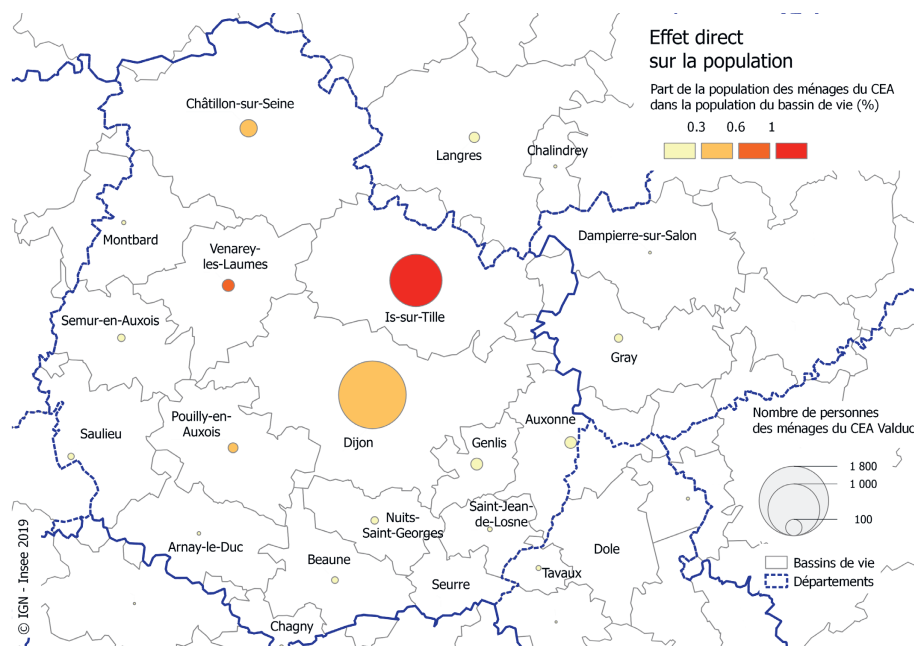 Effet direct
sur la population
Part de la population des ménages du CEA
dans la population du bassin de vie (%)
0.3 0.6 1
Châtillon-sur-Seine
Langres
Chalindrey
Montbard
Venarey-
les-Laumes
Dampierre-sur-Salon
Is-sur-Tille
Semur-en-Auxois
Gray
Pouilly-en-
Auxois
Saulieu
Dijon
Genlis
Auxonne
Nombre de personnes
des ménages du CEA Valduc
1 800
1 000
100
Saint-Jean-
de-Losne
Nuits-
Saint-Georges
Arnay-le-Duc
Beaune
Seurre
Tavaux
Dole
Chagny
Bassins de vie
Départements
© IGN - Insee 2019